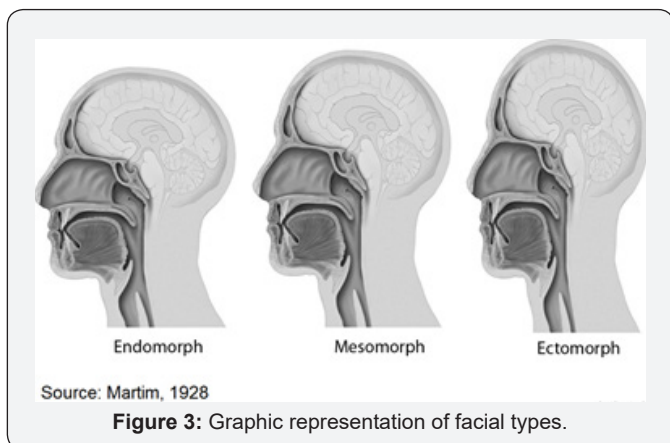 Endomorph Mesomorph Ectomorph
Source: Martim, 1928
Figure 3: Graphic representation of facial types.